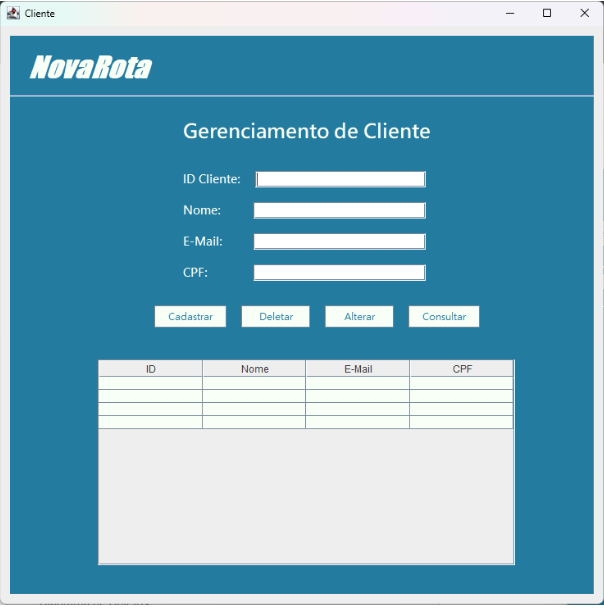 Cliente
NovaRota
Gerenciamento de Cliente
ID Cliente:
Nome:
E-Mail:
CPF:
Cadastrar Deletar Alterar Consultar
ID Nome E-Mail CPF